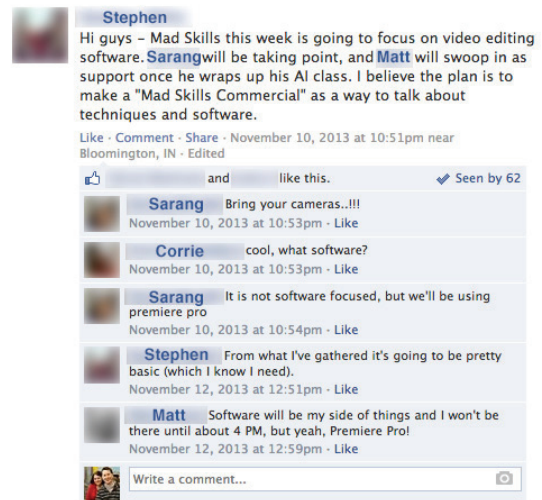 Stephen
Hi guys – Mad Skills this week is going to focus on video editing
software. Sarang will be taking point, and Matt will swoop in as
support once he wraps up his AI class. I believe the plan is to
make a "Mad Skills Commercial" as a way to talk about
techniques and software.
Like · Comment · Share · November 10, 2013 at 10:51pm near
Bloomington, IN · Edited
and like this. Seen by 62
Sarang Bring your cameras..!!!
November 10, 2013 at 10:53pm · Like
Corrie cool, what software?
November 10, 2013 at 10:53pm · Like
Sarang It is not software focused, but we'll be using
premiere pro
November 10, 2013 at 10:54pm · Like
Stephen From what I've gathered it's going to be pretty
basic (which I know I need).
November 12, 2013 at 12:51pm · Like
Matt Software will be my side of things and I won't be
there until about 4 PM, but yeah, Premiere Pro!
November 12, 2013 at 12:59pm · Like
Write a comment...